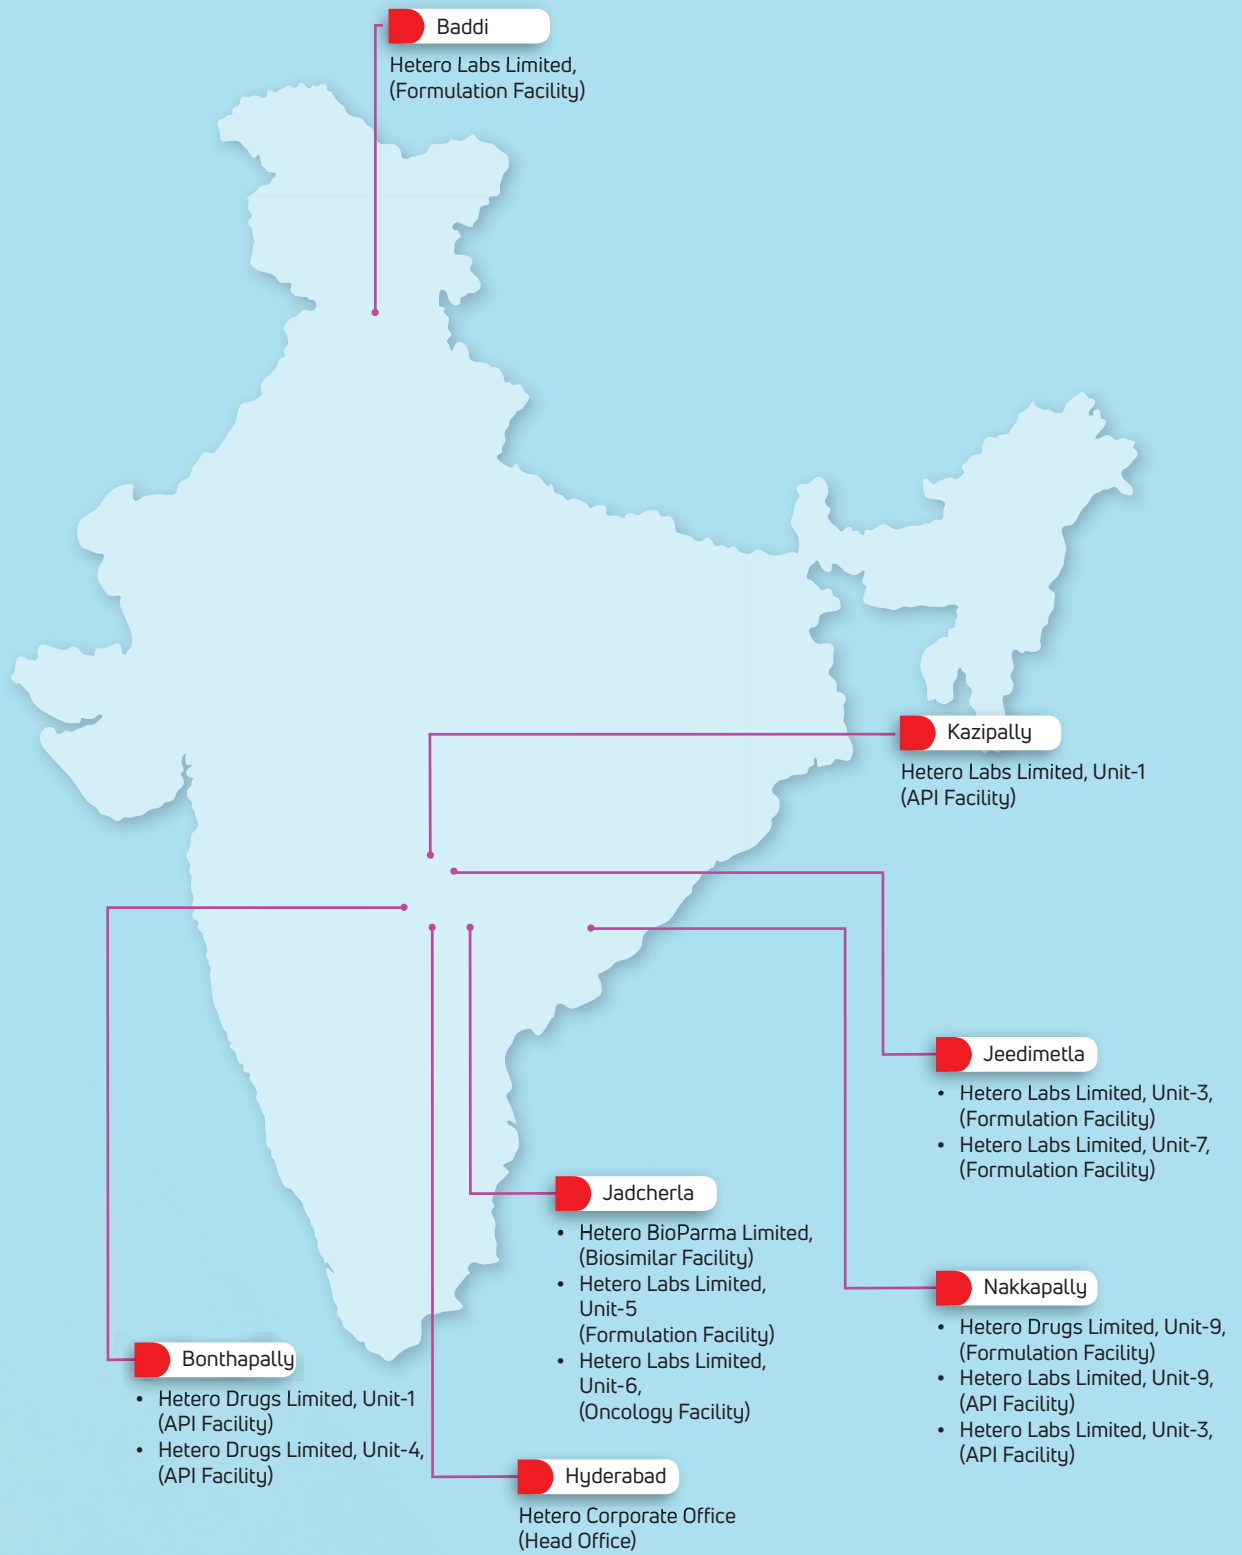 Baddi
Hetero Labs Limited,
(Formulation Facility)
Kazipally
Hetero Labs Limited, Unit-1
(API Facility)
Jeedimetla
• Hetero Labs Limited, Unit-3,
(Formulation Facility)
• Hetero Labs Limited, Unit-7,
(Formulation Facility)
Jadcherla
• Hetero BioParma Limited,
(Biosimilar Facility)
• Hetero Labs Limited,
Unit-5
(Formulation Facility)
• Hetero Labs Limited,
Unit-6,
(Oncology Facility)
Nakkapally
• Hetero Drugs Limited, Unit-9,
(Formulation Facility)
• Hetero Labs Limited, Unit-9,
(API Facility)
• Hetero Labs Limited, Unit-3,
(API Facility)
Bonthapally
• Hetero Drugs Limited, Unit-1
(API Facility)
• Hetero Drugs Limited, Unit-4,
(API Facility)
Hyderabad
Hetero Corporate Office
(Head Office)